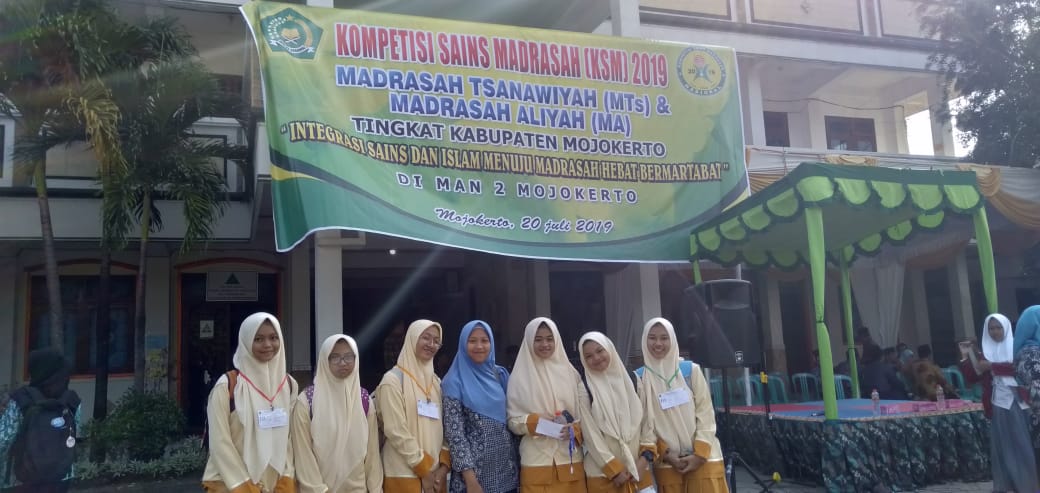 KOMPETISI SAINS MADRASAH (KSM) 2019
MADRASAH TSANAWIYAH (MTs) &
MADRASAH ALIYAH (MA)
TINGKAT KABUPATEN MOJOKERTO
"INTEGRASI SAINS DAN ISLAM MENUJU MADRASAH HEBAT BERMARTABAT"
DI MAN 2 MOJOKERTO
Mojokerto, 20 juli 2019